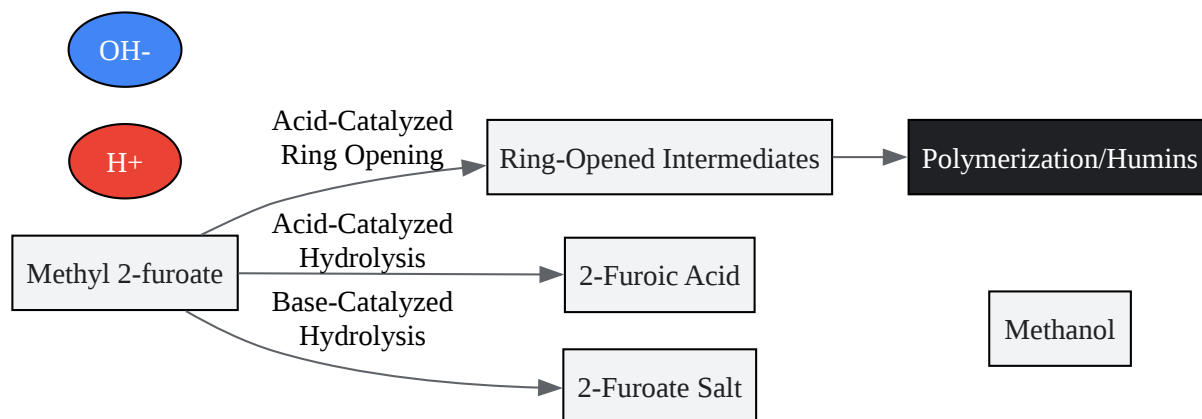 OH-
H+
Acid-Catalyzed
Ring Opening
Ring-Opened Intermediates
Polymerization/Humins
Methyl 2-furoate
Acid-Catalyzed
Hydrolysis
2-Furoic Acid
Base-Catalyzed
Hydrolysis
2-Furoate Salt
Methanol